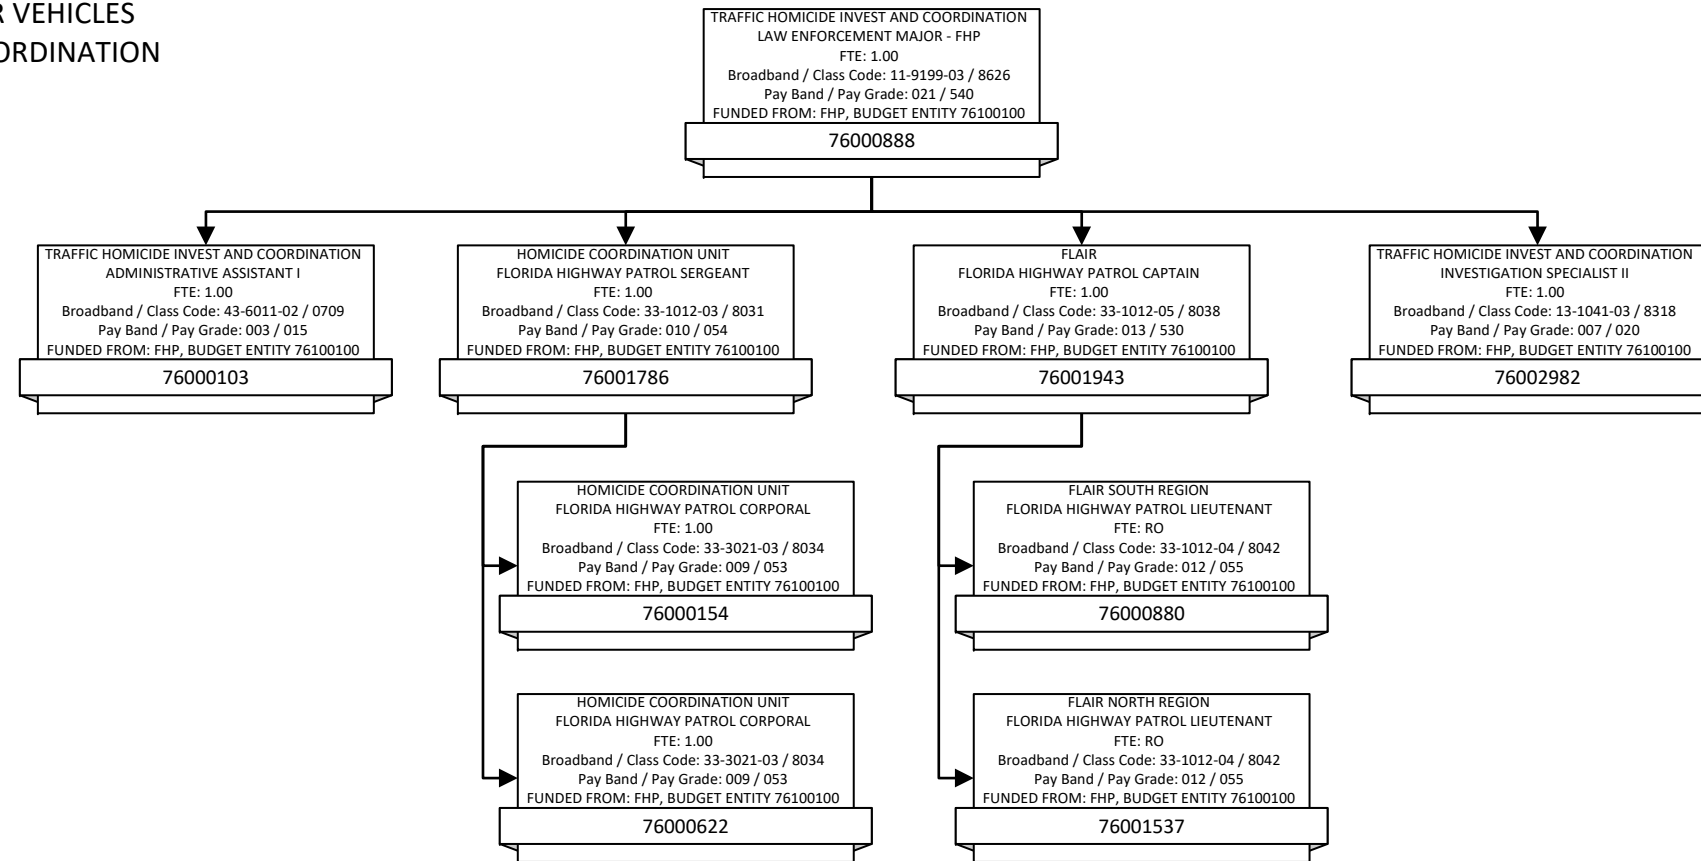 R VEHICLES
ORDINATION
TRAFFIC HOMICIDE INVEST AND COORDINATION
LAW ENFORCEMENT MAJOR - FHP
FTE: 1.00
Broadband / Class Code: 11-9199-03 / 8626
Pay Band / Pay Grade: 021 / 540
FUNDED FROM: FHP, BUDGET ENTITY 76100100
76000888
TRAFFIC HOMICIDE INVEST AND COORDINATION
ADMINISTRATIVE ASSISTANT I
FTE: 1.00
Broadband / Class Code: 43-6011-02 / 0709
Pay Band / Pay Grade: 003 / 015
FUNDED FROM: FHP, BUDGET ENTITY 76100100
76000103
HOMICIDE COORDINATION UNIT
FLORIDA HIGHWAY PATROL SERGEANT
FTE: 1.00
Broadband / Class Code: 33-1012-03 / 8031
Pay Band / Pay Grade: 010 / 054
FUNDED FROM: FHP, BUDGET ENTITY 76100100
76001786
FLAIR
FLORIDA HIGHWAY PATROL CAPTAIN
FTE: 1.00
Broadband / Class Code: 33-1012-05 / 8038
Pay Band / Pay Grade: 013 / 530
FUNDED FROM: FHP, BUDGET ENTITY 76100100
76001943
TRAFFIC HOMICIDE INVEST AND COORDINATION
INVESTIGATION SPECIALIST II
FTE: 1.00
Broadband / Class Code: 13-1041-03 / 8318
Pay Band / Pay Grade: 007 / 020
FUNDED FROM: FHP, BUDGET ENTITY 76100100
76002982
HOMICIDE COORDINATION UNIT
FLORIDA HIGHWAY PATROL CORPORAL
FTE: 1.00
Broadband / Class Code: 33-3021-03 / 8034
Pay Band / Pay Grade: 009 / 053
FUNDED FROM: FHP, BUDGET ENTITY 76100100
76000154
FLAIR SOUTH REGION
FLORIDA HIGHWAY PATROL LIEUTENANT
FTE: RO
Broadband / Class Code: 33-1012-04 / 8042
Pay Band / Pay Grade: 012 / 055
FUNDED FROM: FHP, BUDGET ENTITY 76100100
76000880
HOMICIDE COORDINATION UNIT
FLORIDA HIGHWAY PATROL CORPORAL
FTE: 1.00
Broadband / Class Code: 33-3021-03 / 8034
Pay Band / Pay Grade: 009 / 053
FUNDED FROM: FHP, BUDGET ENTITY 76100100
76000622
FLAIR NORTH REGION
FLORIDA HIGHWAY PATROL LIEUTENANT
FTE: RO
Broadband / Class Code: 33-1012-04 / 8042
Pay Band / Pay Grade: 012 / 055
FUNDED FROM: FHP, BUDGET ENTITY 76100100
76001537